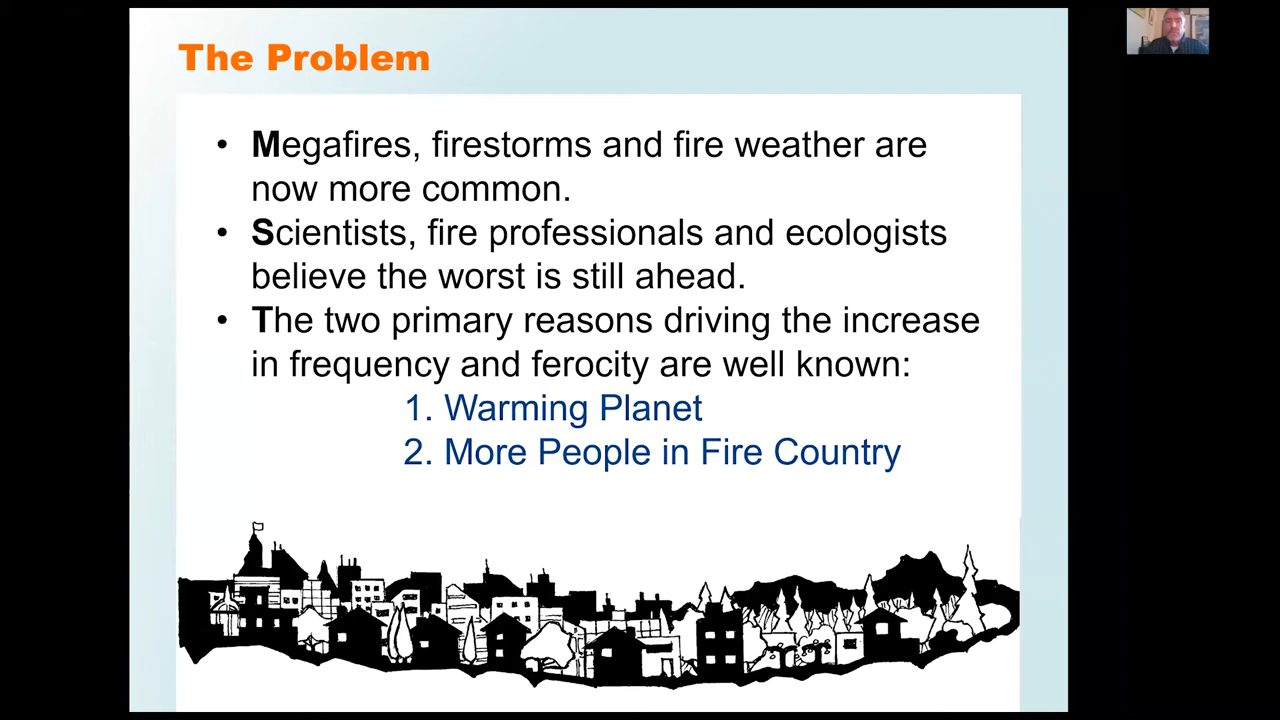 The Problem
• Megafires, firestorms and fire weather are
now more common.
• Scientists, fire professionals and ecologists
believe the worst is still ahead.
• The two primary reasons driving the increase
in frequency and ferocity are well known:
1. Warming Planet
2. More People in Fire Country